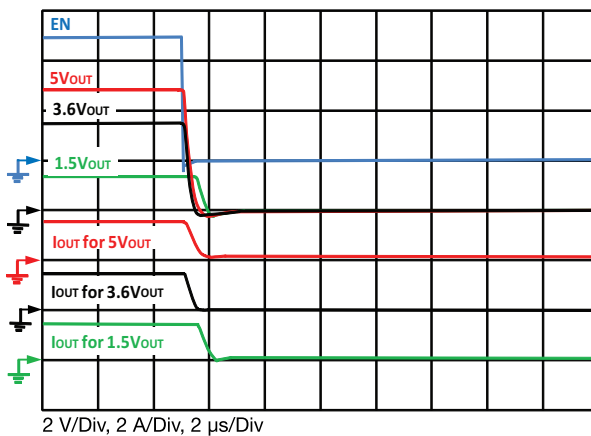 EN
5VOUT
3.6VOUT
1.5VOUT
IOUT for 5VOUT
IOUT for 3.6VOUT
IOUT for 1.5VOUT
2 V/Div, 2 A/Div, 2 µs/Div